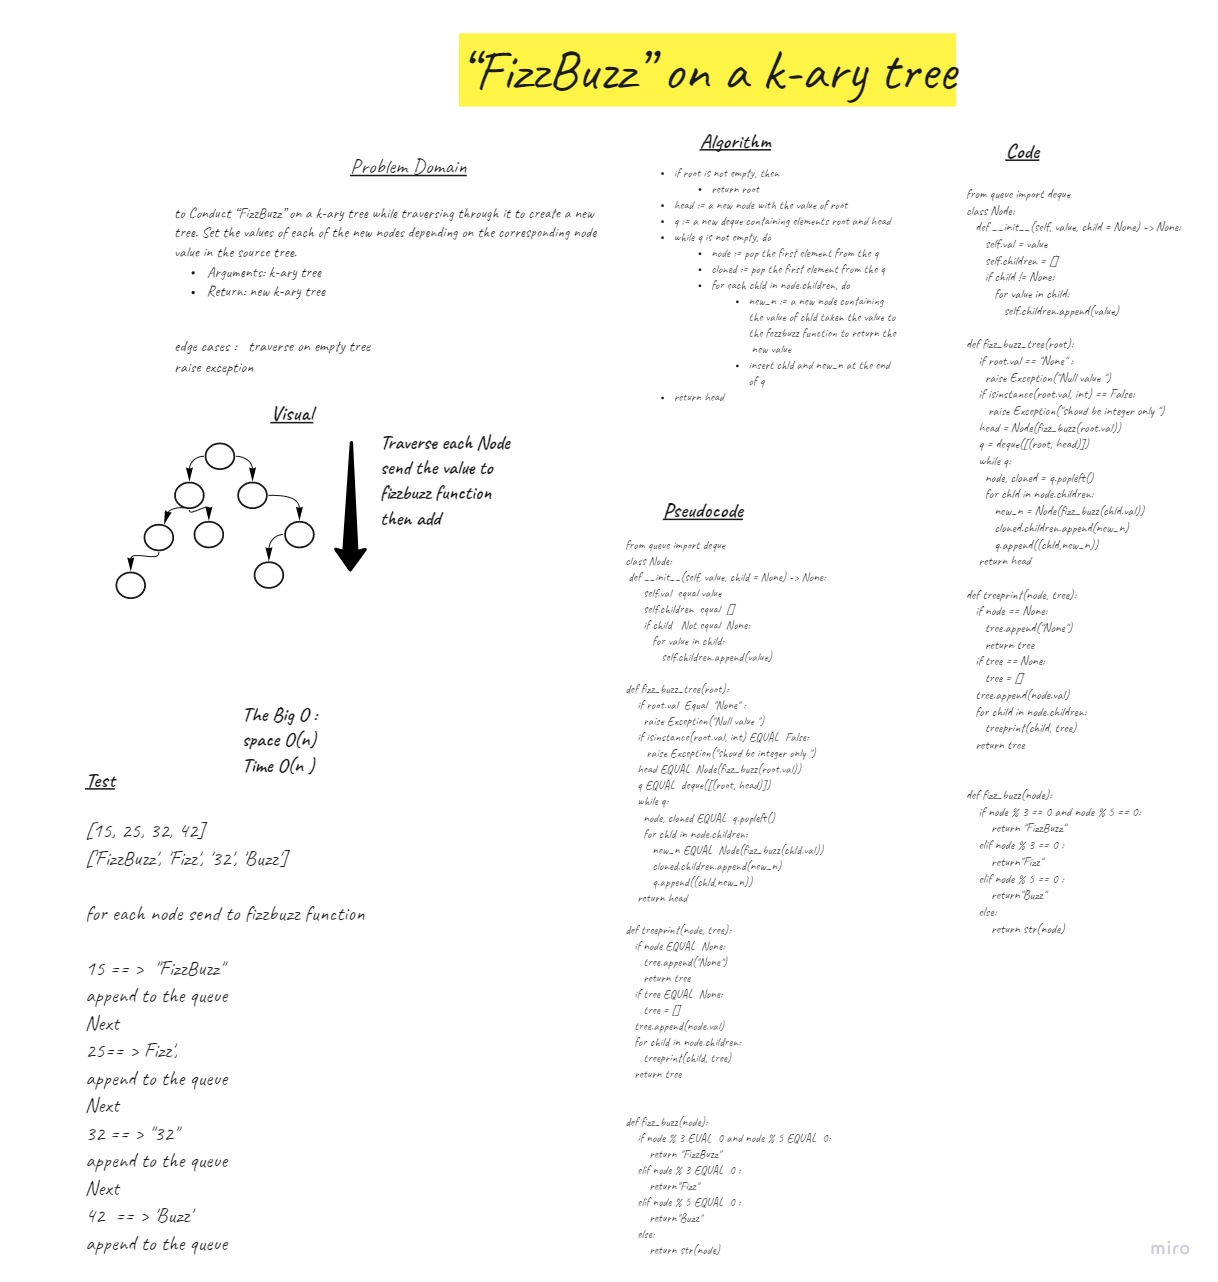 “FizzBuzz” on a k-ary tree
Problem Domain
to Conduct “FizzBuzz” on a k-ary tree while traversing through it to create a new
tree. Set the values of each of the new nodes depending on the corresponding node
value in the source tree.
• Arguments: k-ary tree
• Return: new k-ary tree
edge cases : traverse on empty tree
raise exception
Visual
Traverse each Node
send the value to
fizzbuzz function
then add
The Big O :
space O(n)
Time O(n )
Test
[15, 25, 32, 42]
['FizzBuzz', 'Fizz', '32', 'Buzz']
for each node send to fizzbuzz function
15 == > "FizzBuzz"
append to the queue
Next
25== > Fizz',
append to the queue
Next
32 == > "32"
append to the queue
Next
42 == > 'Buzz'
append to the queue
Algorithm
• if root is not empty, then
• return root
• head := a new node with the value of root
• q := a new deque containing elements root and head
• while q is not empty, do
• node := pop the first element from the q
• cloned := pop the first element from the q
• for each chld in node.children, do
• new_n := a new node containing
the value of chld taken the value to
the fezzbuzz function to return the
new value
• insert chld and new_n at the end
of q
• return head
Pseudocode
from queue import deque
class Node:
def __init__(self, value, child = None) -> None:
self.val equal value
self.children equal []
if child Not equal None:
for value in child:
self.children.append(value)
def fizz_buzz_tree(root):
if root.val Equal "None" :
raise Exception("Null value ")
if isinstance(root.val, int) EQUAL False:
raise Exception("shoud be integer only ")
head EQUAL Node(fizz_buzz(root.val))
q EQUAL deque([(root, head)])
while q:
node, cloned EQUAL q.popleft()
for chld in node.children:
new_n EQUAL Node(fizz_buzz(chld.val))
cloned.children.append(new_n)
q.append((chld,new_n))
return head
def treeprint(node, tree):
if node EQUAL None:
tree.append("None")
return tree
if tree EQUAL None:
tree = []
tree.append(node.val)
for child in node.children:
treeprint(child, tree)
return tree
def fizz_buzz(node):
if node % 3 EUAL 0 and node % 5 EQUAL 0:
return "FizzBuzz"
elif node % 3 EQUAL 0 :
return"Fizz"
elif node % 5 EQUAL 0 :
return"Buzz"
else:
return str(node)
Code
from queue import deque
class Node:
def __init__(self, value, child = None) -> None:
self.val = value
self.children = []
if child != None:
for value in child:
self.children.append(value)
def fizz_buzz_tree(root):
if root.val == "None" :
raise Exception("Null value ")
if isinstance(root.val, int) == False:
raise Exception("shoud be integer only ")
head = Node(fizz_buzz(root.val))
q = deque([(root, head)])
while q:
node, cloned = q.popleft()
for chld in node.children:
new_n = Node(fizz_buzz(chld.val))
cloned.children.append(new_n)
q.append((chld,new_n))
return head
def treeprint(node, tree):
if node == None:
tree.append("None")
return tree
if tree == None:
tree = []
tree.append(node.val)
for child in node.children:
treeprint(child, tree)
return tree
def fizz_buzz(node):
if node % 3 == 0 and node % 5 == 0:
return "FizzBuzz"
elif node % 3 == 0 :
return"Fizz"
elif node % 5 == 0 :
return"Buzz"
else:
return str(node)
miro